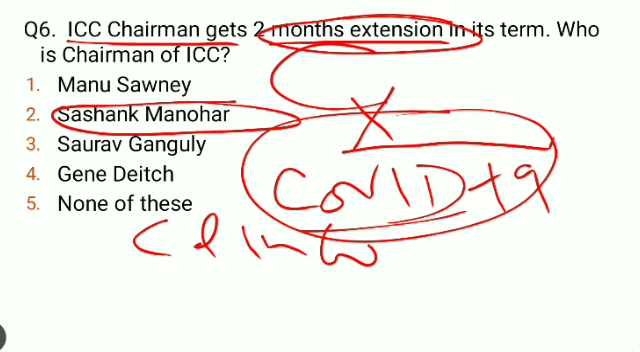 Q6. ICC Chairman gets 2 months extension in its term. Who
is Chairman of ICC?
1. Manu Sawney
2. Sashank Manohar
3. Saurav Ganguly
4. Gene Deitch
5. None of these
COVID-19